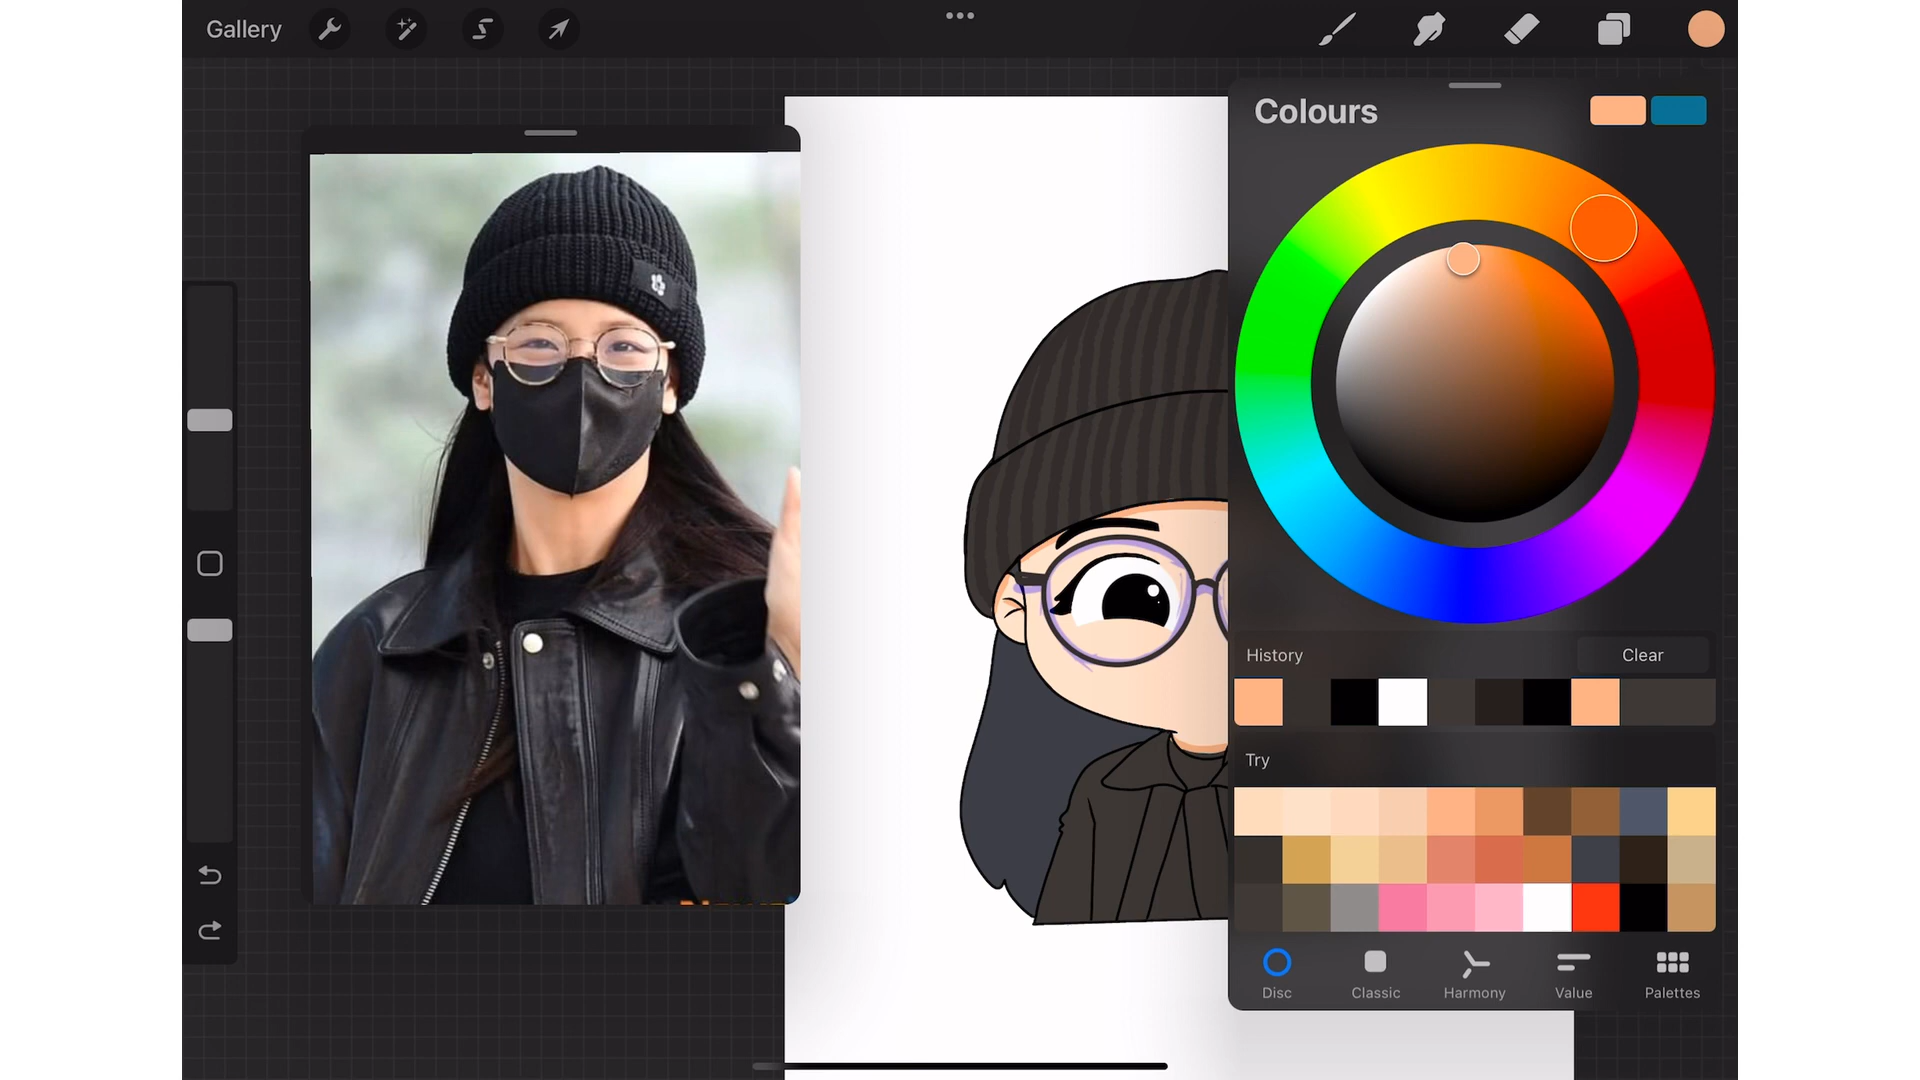 Gallery
Colours
History
Clear
Try
Disc
Classic
Harmony
Value
Palettes